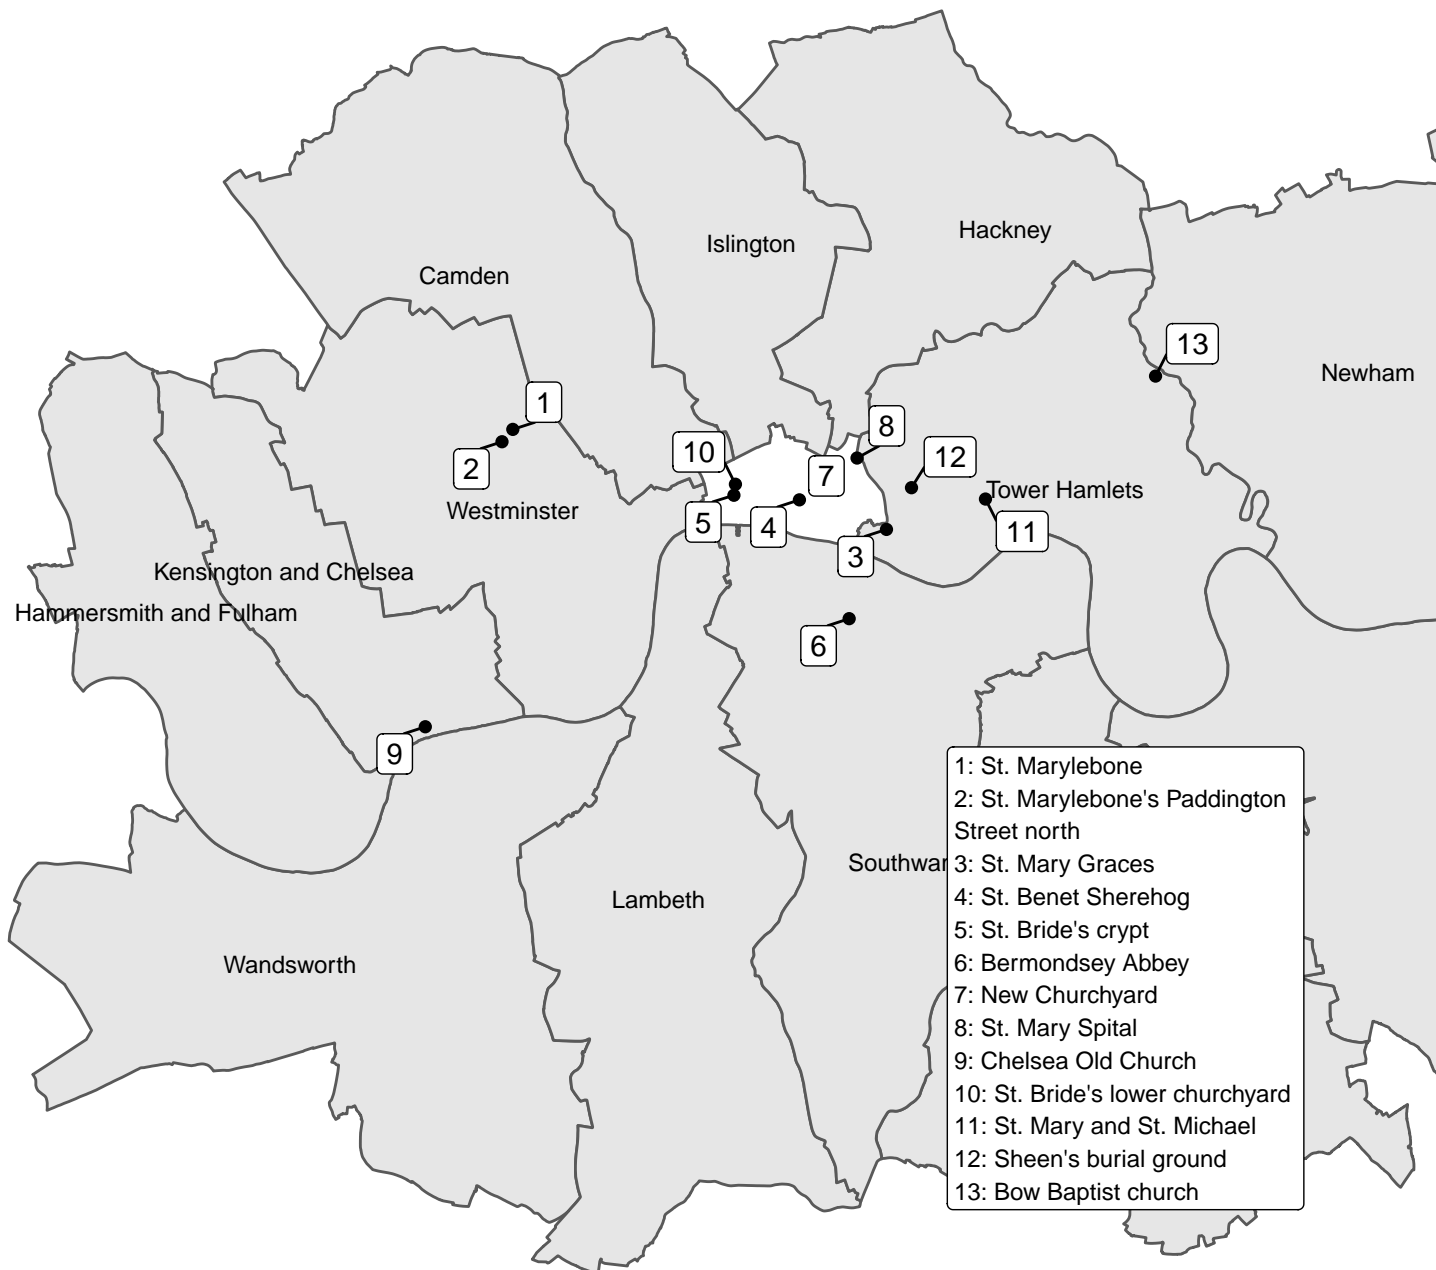 Hackney
Islington
Camden
13
Newham
1
8
10
12
2
7
Tower Hamlets
Westminster
5
4
11
3
Kensington and Chelsea
Hammersmith and Fulham
6
9
1: St. Marylebone
2: St. Marylebone's Paddington
Street north
Southwar
3: St. Mary Graces
4: St. Benet Sherehog
Lambeth
5: St. Bride's crypt
Wandsworth
6: Bermondsey Abbey
7: New Churchyard
8: St. Mary Spital
9: Chelsea Old Church
10: St. Bride's lower churchyard
11: St. Mary and St. Michael
12: Sheen's burial ground
13: Bow Baptist church